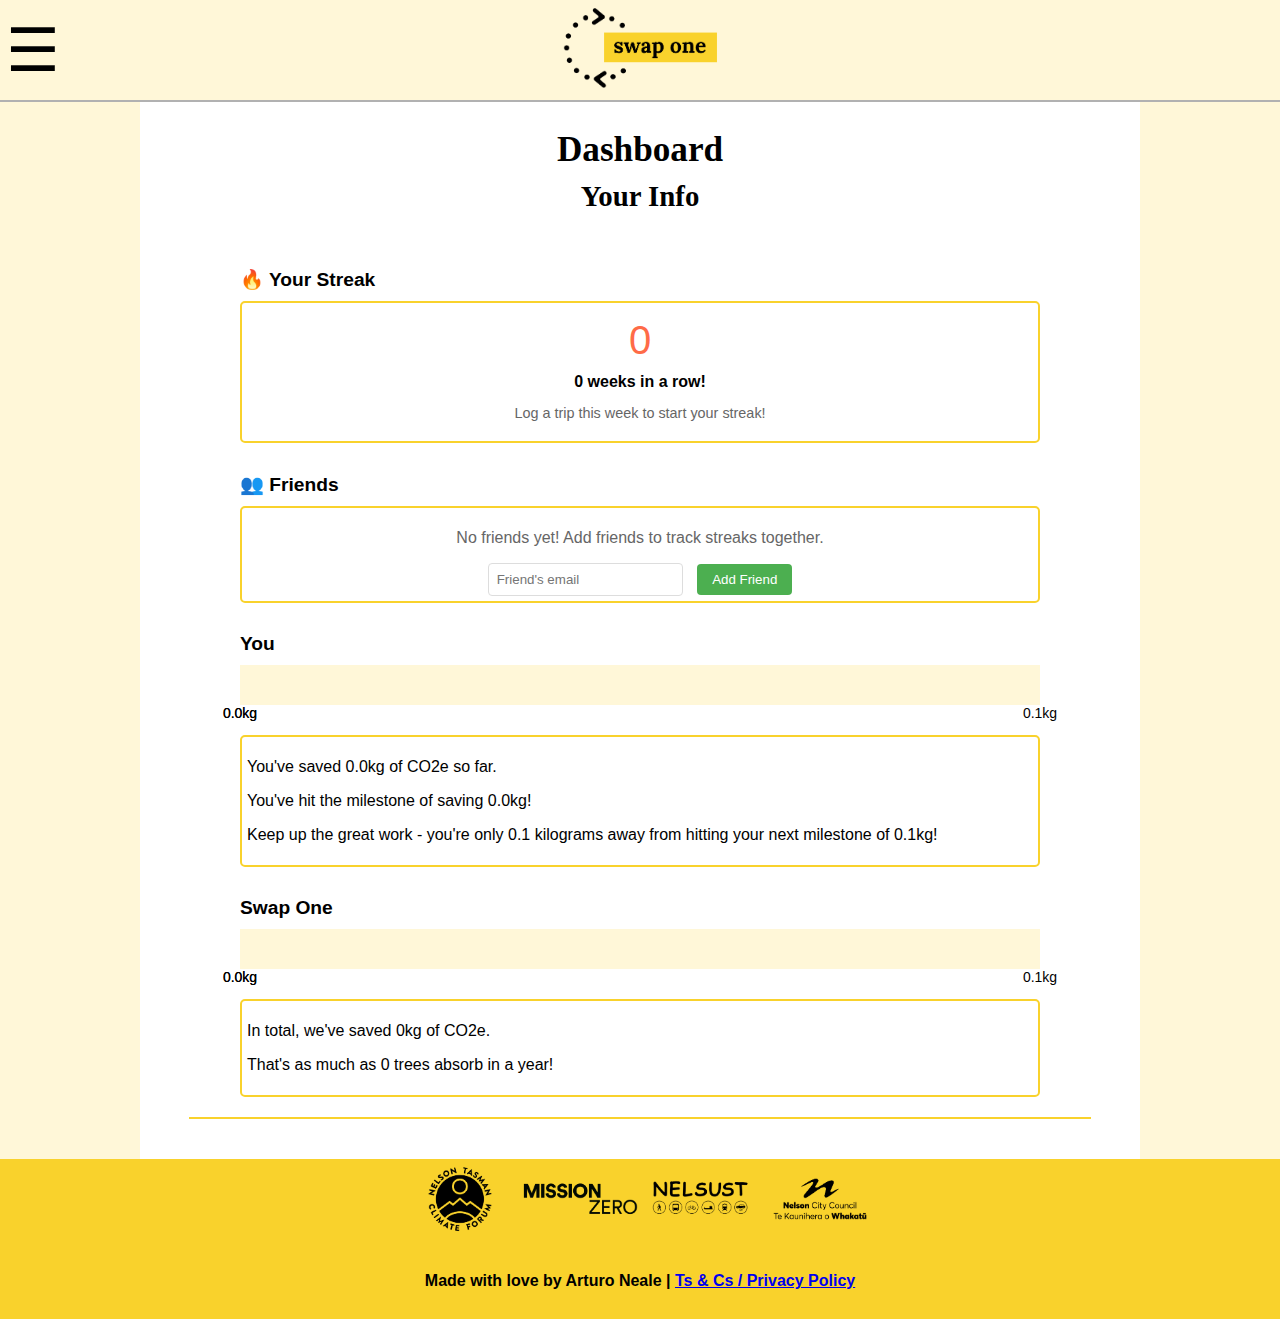 swap one
Dashboard
Your Info
🔥 Your Streak
0
0 weeks in a row!
Log a trip this week to start your streak!
👥 Friends
No friends yet! Add friends to track streaks together.
Friend's email
Add Friend
You
0.0kg 0.1kg
You've saved 0.0kg of CO2e so far.
You've hit the milestone of saving 0.0kg!
Keep up the great work - you're only 0.1 kilograms away from hitting your next milestone of 0.1kg!
Swap One
0.0kg 0.1kg
In total, we've saved 0kg of CO2e.
That's as much as 0 trees absorb in a year!
NELSON TASMAN
CLIMATE FORUM
MISSION
ZERO
NELSUST
Nelson City Council
Te Kaunihera o Whakatū
Made with love by Arturo Neale | Ts & Cs / Privacy Policy